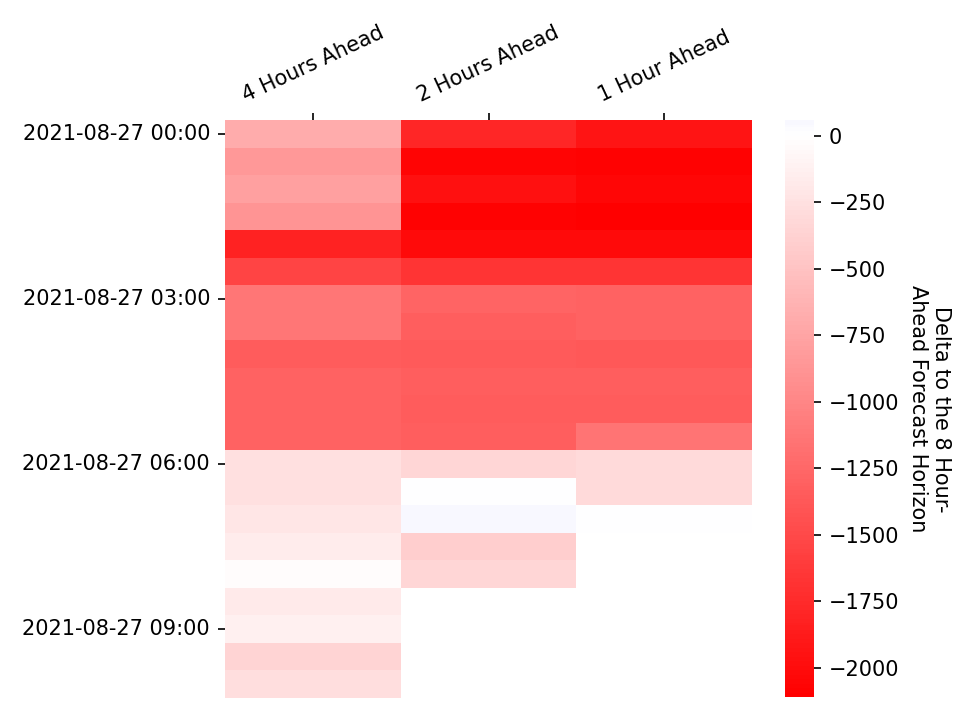 4 Hours Ahead
2 Hours Ahead
1 Hour Ahead
2021-08-27 00:00
2021-08-27 03:00
2021-08-27 06:00
2021-08-27 09:00
0
−250
−500
−750
−1000
−1250
−1500
−1750
−2000
Delta to the 8 Hour-
Ahead Forecast Horizon